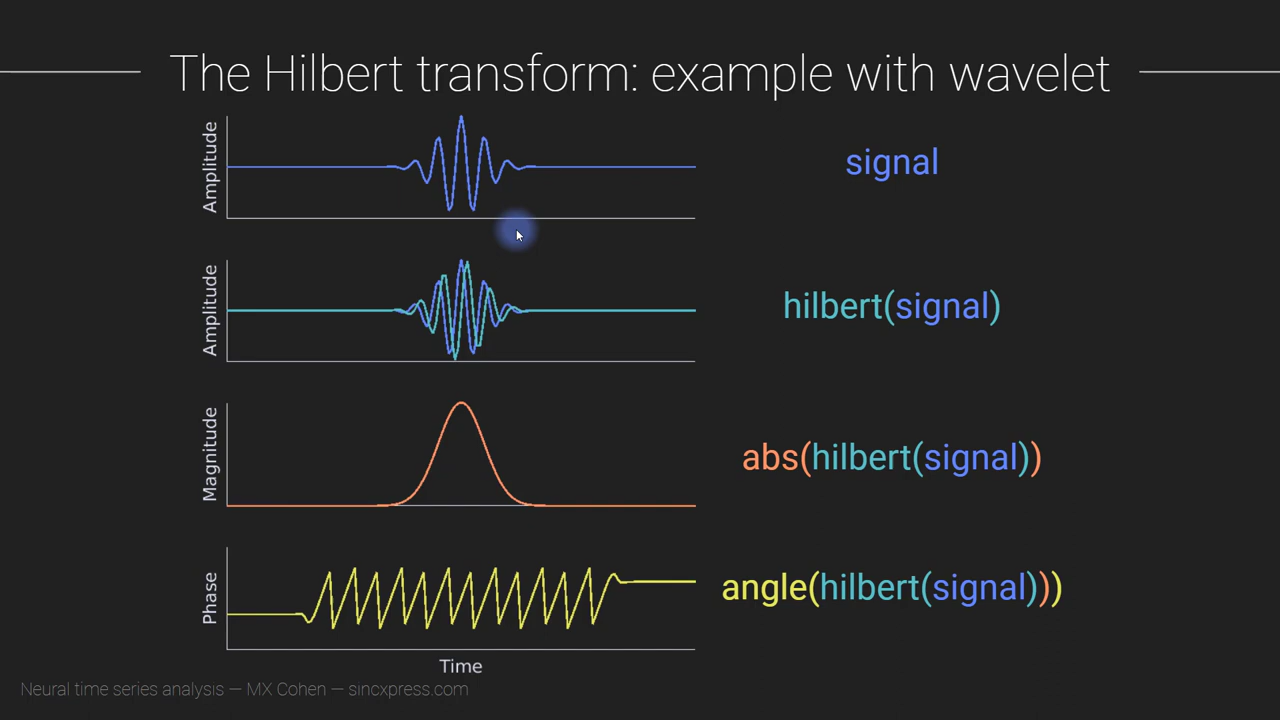 The Hilbert transform: example with wavelet
Amplitude
signal
Amplitude
hilbert(signal)
Magnitude
abs(hilbert(signal))
Phase
angle(hilbert(signal)))
Time
Neural time series analysis — MX Cohen — sincxpress.com